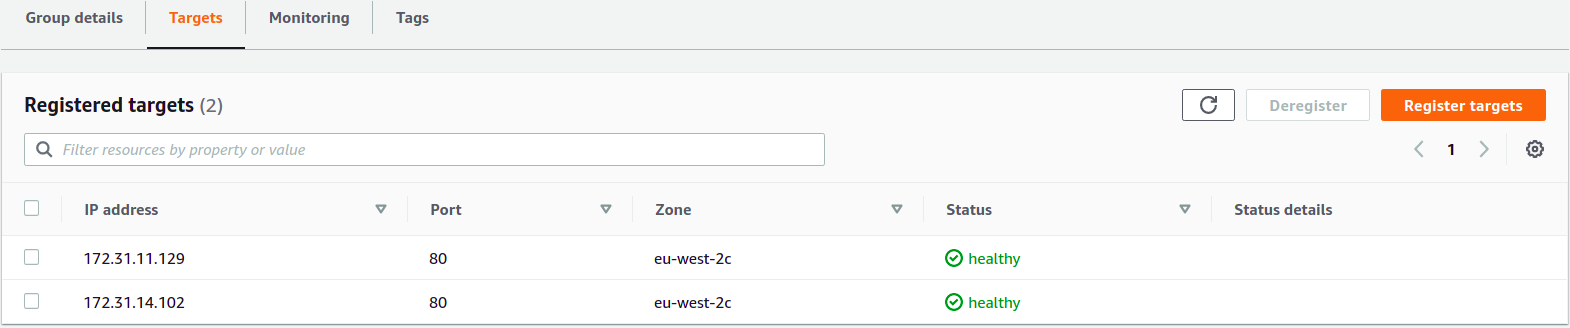 Group details Targets Monitoring Tags
Registered targets (2) Deregister Register targets
Filter resources by property or value 1
IP address Port Zone Status Status details
172.31.11.129 80 eu-west-2c healthy
172.31.14.102 80 eu-west-2c healthy